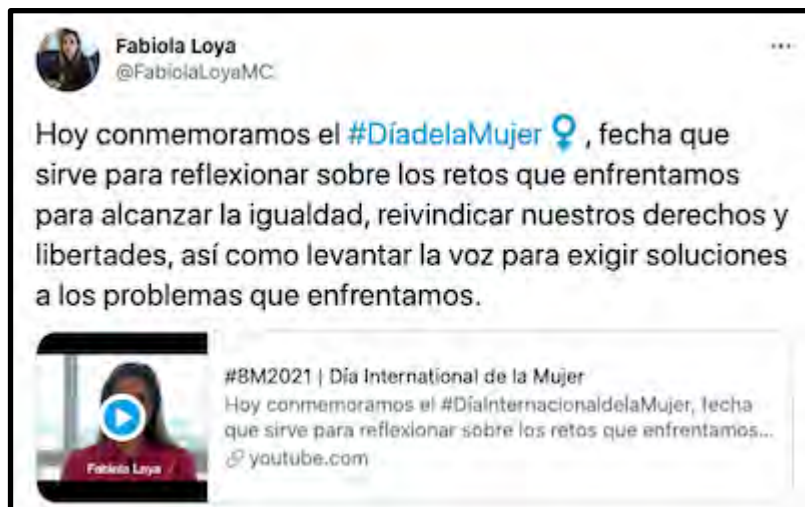 Fabiola Loya
@FabiolaLoyaMC
Hoy conmemoramos el #DíadelaMujer ♀ , fecha que
sirve para reflexionar sobre los retos que enfrentamos
para alcanzar la igualdad, reivindicar nuestros derechos y
libertades, así como levantar la voz para exigir soluciones
a los problemas que enfrentamos.
#8M2021 | Día International de la Mujer
Hoy conmemoramos el #DíaInternacionaldelaMujer, fecha
que sirve para reflexionar sobre los retos que enfrentamos...
youtube.com
Fabiola Loya